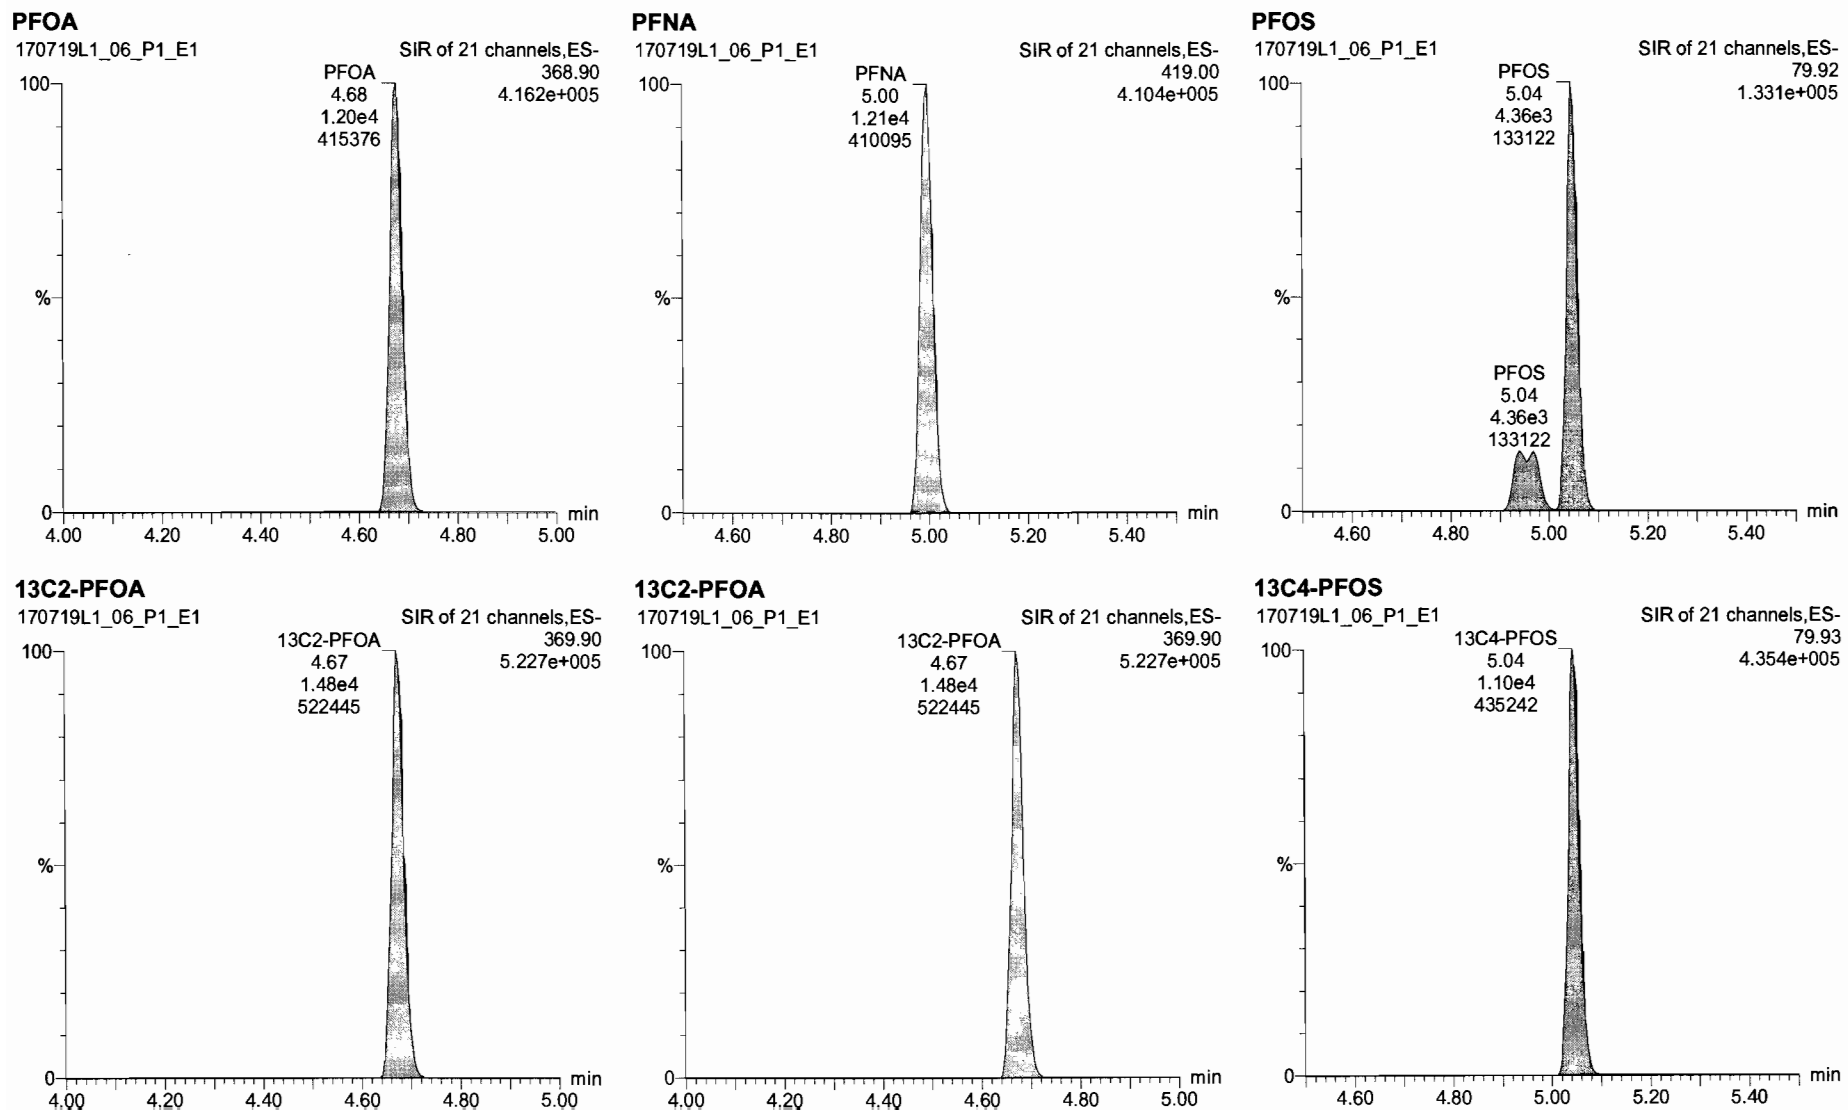 PFOA
170719L1_06_P1_E1
SIR of 21 channels,ES-
368.90
4.162e+005
PFOA
4.68
1.20e4
415376
100
%
0
4.00 4.20 4.40 4.60 4.80 5.00
min
PFNA
170719L1_06_P1_E1
SIR of 21 channels,ES-
419.00
4.104e+005
PFNA
5.00
1.21e4
410095
100
%
0
4.60 4.80 5.00 5.20 5.40
min
PFOS
170719L1_06_P1_E1
SIR of 21 channels,ES-
79.92
1.331e+005
PFOS
5.04
4.36e3
133122
PFOS
5.04
4.36e3
133122
100
%
0
4.60 4.80 5.00 5.20 5.40
min
13C2-PFOA
170719L1_06_P1_E1
SIR of 21 channels,ES-
369.90
5.227e+005
13C2-PFOA
4.67
1.48e4
522445
100
%
0
4.00 4.20 4.40 4.60 4.80 5.00
min
13C2-PFOA
170719L1_06_P1_E1
SIR of 21 channels,ES-
369.90
5.227e+005
13C2-PFOA
4.67
1.48e4
522445
100
%
0
4.00 4.20 4.40 4.60 4.80 5.00
min
13C4-PFOS
170719L1_06_P1_E1
SIR of 21 channels,ES-
79.93
4.354e+005
13C4-PFOS
5.04
1.10e4
435242
100
%
0
4.60 4.80 5.00 5.20 5.40
min